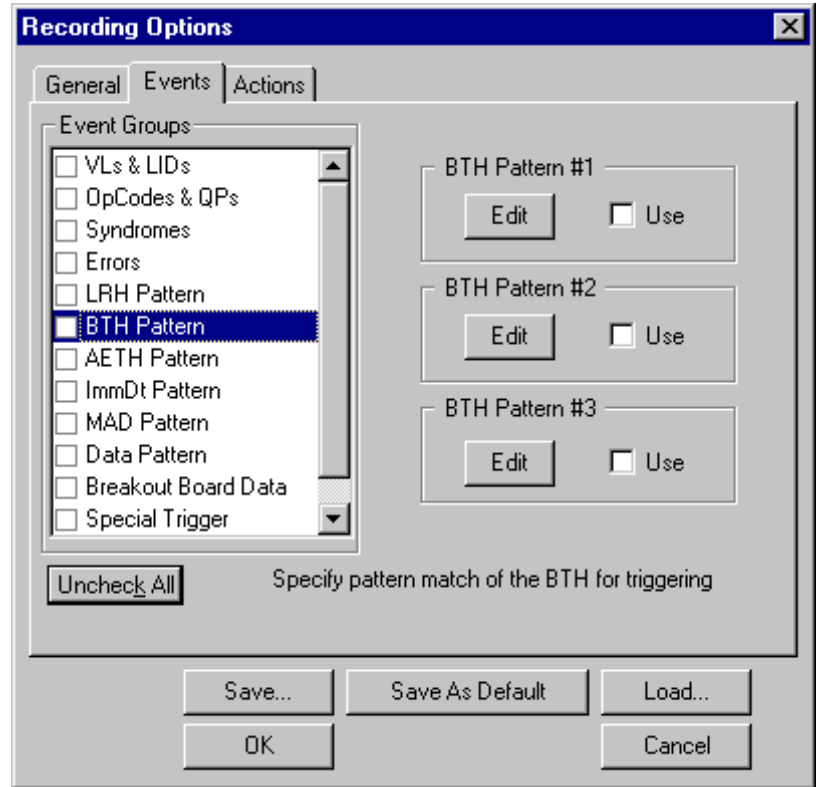 Recording Options
General Events Actions
Event Groups
VLs & LIDs
OpCodes & QPs
Syndromes
Errors
LRH Pattern
BTH Pattern
AETH Pattern
ImmDt Pattern
MAD Pattern
Data Pattern
Breakout Board Data
Special Trigger
Uncheck All
BTH Pattern #1
Edit Use
BTH Pattern #2
Edit Use
BTH Pattern #3
Edit Use
Specify pattern match of the BTH for triggering
Save... Save As Default Load...
OK Cancel